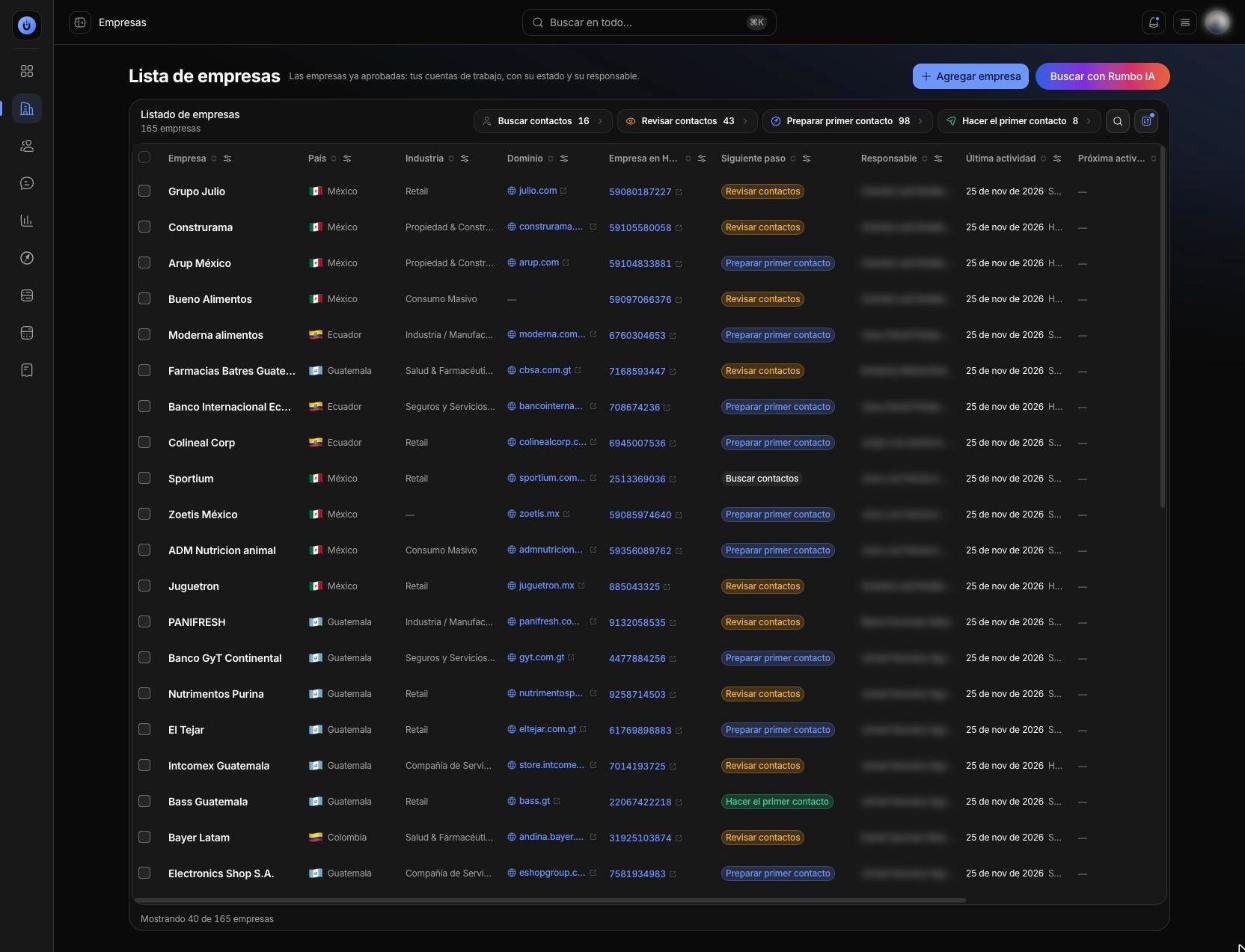 Empresas
Buscar en todo...
⌘K
Lista de empresas
Las empresas ya aprobadas: tus cuentas de trabajo, con su estado y su responsable.
Agregar empresa
Buscar con Rumbo IA
Listado de empresas
165 empresas
Buscar contactos 16
Revisar contactos 43
Preparar primer contacto 98
Hacer el primer contacto 8
Empresa País Industria Dominio Empresa en H... Siguiente paso Responsable Última actividad Próxima activ...
Grupo Julio México Retail julio.com 59080187227 Revisar contactos 25 de nov de 2026 S... —
Construrama México Propiedad & Constr... construrama.... 59105580058 Revisar contactos 25 de nov de 2026 H... —
Arup México México Propiedad & Constr... arup.com 59104833881 Preparar primer contacto 25 de nov de 2026 H... —
Bueno Alimentos México Consumo Masivo — 59097066376 Revisar contactos 25 de nov de 2026 H... —
Moderna alimentos Ecuador Industria / Manufac... moderna.com... 6760304653 Preparar primer contacto 25 de nov de 2026 S... —
Farmacias Batres Guate... Guatemala Salud & Farmacéuti... cbsa.com.gt 7168593447 Revisar contactos 25 de nov de 2026 S... —
Banco Internacional Ec... Ecuador Seguros y Servicios... bancointerna... 708674236 Preparar primer contacto 25 de nov de 2026 H... —
Colineal Corp Ecuador Retail colinealcorp.c... 6945007536 Preparar primer contacto 25 de nov de 2026 S... —
Sportium México Retail sportium.com... 2513369036 Buscar contactos 25 de nov de 2026 S... —
Zoetis México México — zoetis.mx 59085974640 Preparar primer contacto 25 de nov de 2026 S... —
ADM Nutricion animal México Consumo Masivo admnutricion... 59356089762 Preparar primer contacto 25 de nov de 2026 H... —
Juguetron México Retail juguetron.mx 885043325 Revisar contactos 25 de nov de 2026 H... —
PANIFRESH Guatemala Industria / Manufac... panifresh.co... 9132058535 Revisar contactos 25 de nov de 2026 S... —
Banco GyT Continental Guatemala Seguros y Servicios... gyt.com.gt 4477884256 Preparar primer contacto 25 de nov de 2026 S... —
Nutrimentos Purina Guatemala Retail nutrimentosp... 9258714503 Revisar contactos 25 de nov de 2026 S... —
El Tejar Guatemala Retail eltejar.com.gt 61769898883 Preparar primer contacto 25 de nov de 2026 S... —
Intcomex Guatemala Guatemala Compañía de Servi... store.intcome... 7014193725 Revisar contactos 25 de nov de 2026 H... —
Bass Guatemala Guatemala Retail bass.gt 22067422218 Hacer el primer contacto 25 de nov de 2026 S... —
Bayer Latam Colombia Salud & Farmacéuti... andina.bayer.... 31925103874 Revisar contactos 25 de nov de 2026 S... —
Electronics Shop S.A. Guatemala Compañía de Servi... eshopgroup.c... 7581934983 Preparar primer contacto 25 de nov de 2026 S... —
Mostrando 40 de 165 empresas